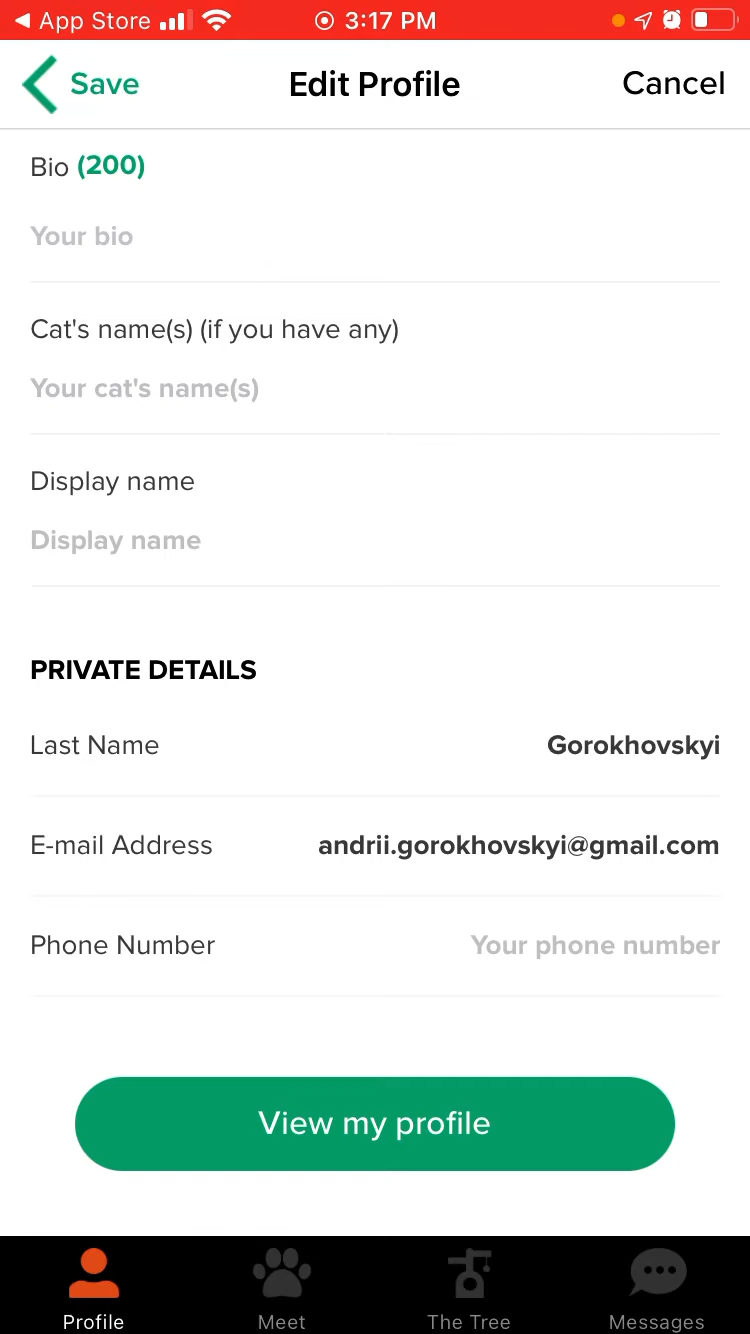 App Store 3:17 PM
Save Edit Profile Cancel
Bio (200)
Your bio
Cat's name(s) (if you have any)
Your cat's name(s)
Display name
Display name
PRIVATE DETAILS
Last Name Gorokhovskyi
E-mail Address andrii.gorokhovskyi@gmail.com
Phone Number Your phone number
View my profile
Profile Meet The Tree Messages